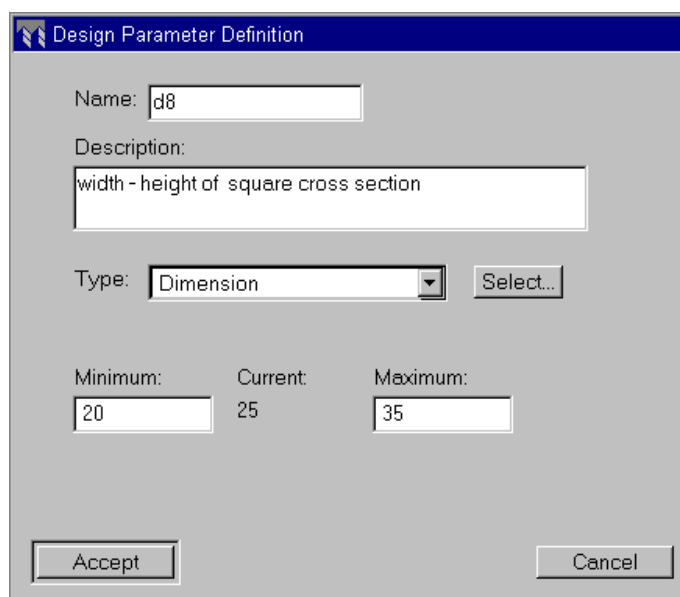 Design Parameter Definition
Name: d8
Description:
width - height of square cross section
Type: Dimension Select...
Minimum: Current: Maximum:
20 25 35
Accept Cancel